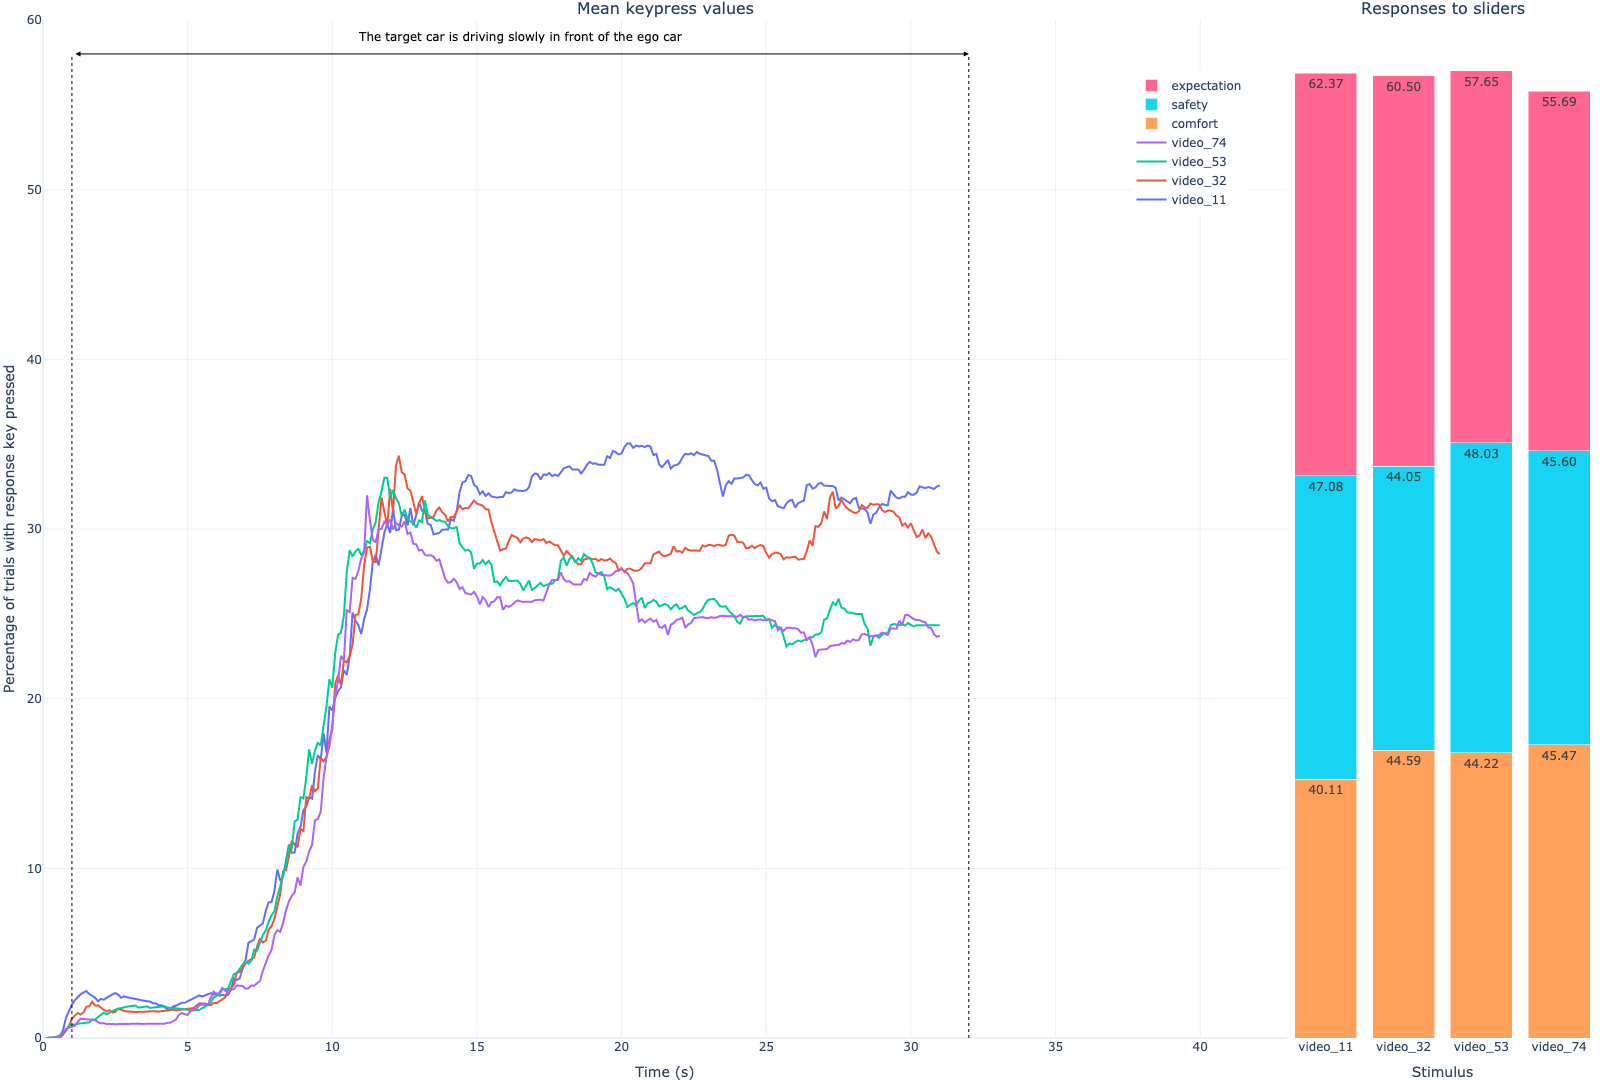 Mean keypress values
Responses to sliders
The target car is driving slowly in front of the ego car
Percentage of trials with response key pressed
60
50
40
30
20
10
0
0 5 10 15 20 25 30 35 40
Time (s)
expectation
safety
comfort
video_74
video_53
video_32
video_11
62.37 60.50 57.65 55.69
47.08 44.05 48.03 45.60
40.11 44.59 44.22 45.47
video_11 video_32 video_53 video_74
Stimulus